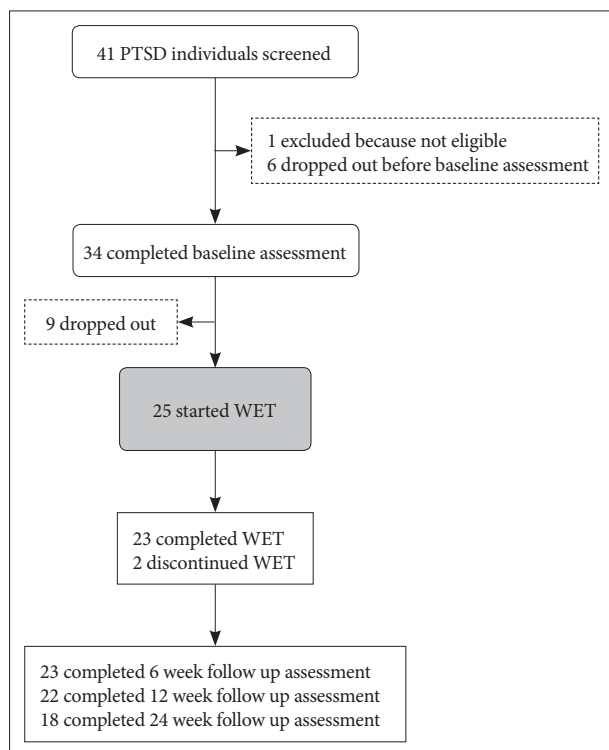 41 PTSD individuals screened
1 excluded because not eligible
6 dropped out before baseline assessment
34 completed baseline assessment
9 dropped out
25 started WET
23 completed WET
2 discontinued WET
23 completed 6 week follow up assessment
22 completed 12 week follow up assessment
18 completed 24 week follow up assessment